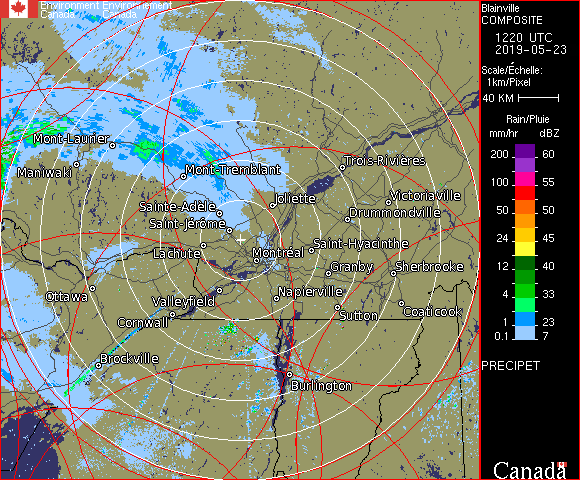 Environment Environnement
Canada Canada
Blainville
COMPOSITE
1220 UTC
2019-05-23
Scale/Échelle:
1km/Pixel
40 KM
Rain/Pluie
mm/hr dBZ
200 60
100 55
50 50
24 45
12 40
4 33
1 23
0.1 7
PRECIPET
Canada
Mont-Laurier
Maniwaki
Mont-Tremblant
Trois-Rivières
Sainte-Adèle
Joliette
Victoriaville
Drummondville
Saint-Jérôme
Lachute
Montréal
Saint-Hyacinthe
Granby
Sherbrooke
Ottawa
Valleyfield
Napierville
Cornwall
Sutton
Coaticook
Brockville
Burlington